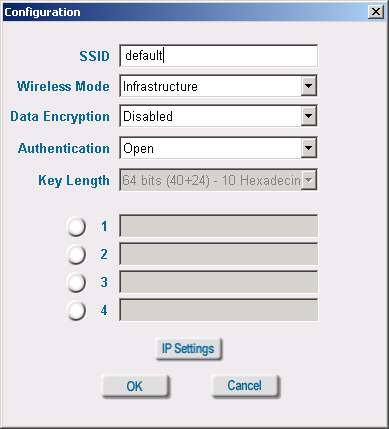 Configuration
SSID default
Wireless Mode Infrastructure
Data Encryption Disabled
Authentication Open
Key Length 64 bits (40+24) - 10 Hexadecin
1
2
3
4
IP Settings
OK Cancel